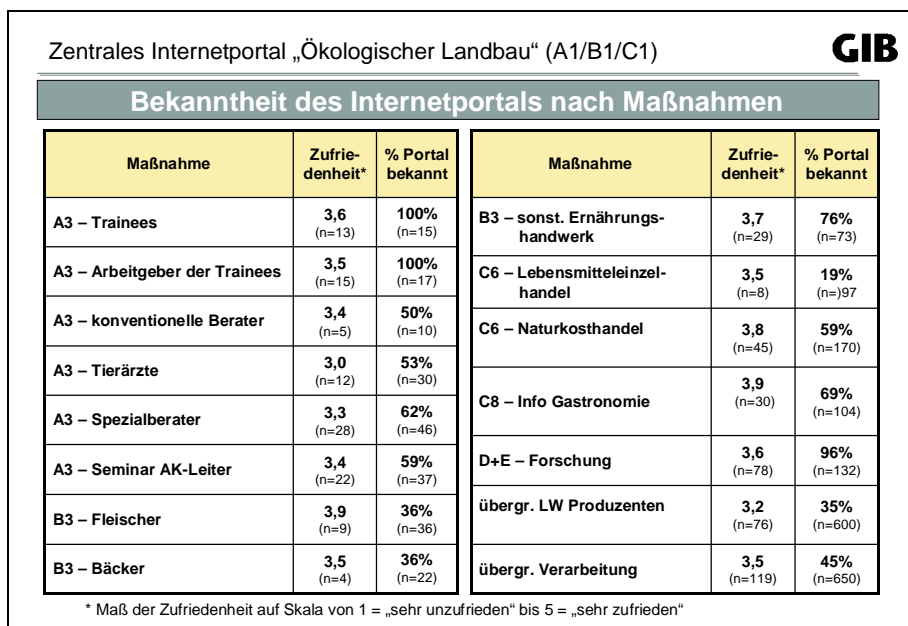 Zentrales Internetportal „Ökologischer Landbau“ (A1/B1/C1)
GIB
Bekanntheit des Internetportals nach Maßnahmen
Maßnahme
Zufrie-
denheit*
% Portal
bekannt
A3 – Trainees
3,6
(n=13)
100%
(n=15)
A3 – Arbeitgeber der Trainees
3,5
(n=15)
100%
(n=17)
A3 – konventionelle Berater
3,4
(n=5)
50%
(n=10)
A3 – Tierärzte
3,0
(n=12)
53%
(n=30)
A3 – Spezialberater
3,3
(n=28)
62%
(n=46)
A3 – Seminar AK-Leiter
3,4
(n=22)
59%
(n=37)
B3 – Fleischer
3,9
(n=9)
36%
(n=36)
B3 – Bäcker
3,5
(n=4)
36%
(n=22)
Maßnahme
Zufrie-
denheit*
% Portal
bekannt
B3 – sonst. Ernährungs-
handwerk
3,7
(n=29)
76%
(n=73)
C6 – Lebensmitteleinzel-
handel
3,5
(n=8)
19%
(n=)97
C6 – Naturkosthandel
3,8
(n=45)
59%
(n=170)
C8 – Info Gastronomie
3,9
(n=30)
69%
(n=104)
D+E – Forschung
3,6
(n=78)
96%
(n=132)
übergr. LW Produzenten
3,2
(n=76)
35%
(n=600)
übergr. Verarbeitung
3,5
(n=119)
45%
(n=650)
* Maß der Zufriedenheit auf Skala von 1 = „sehr unzufrieden“ bis 5 = „sehr zufrieden“